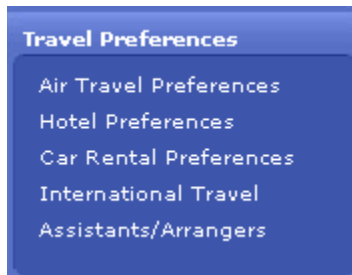 Travel Preferences
Air Travel Preferences
Hotel Preferences
Car Rental Preferences
International Travel
Assistants/Arrangers